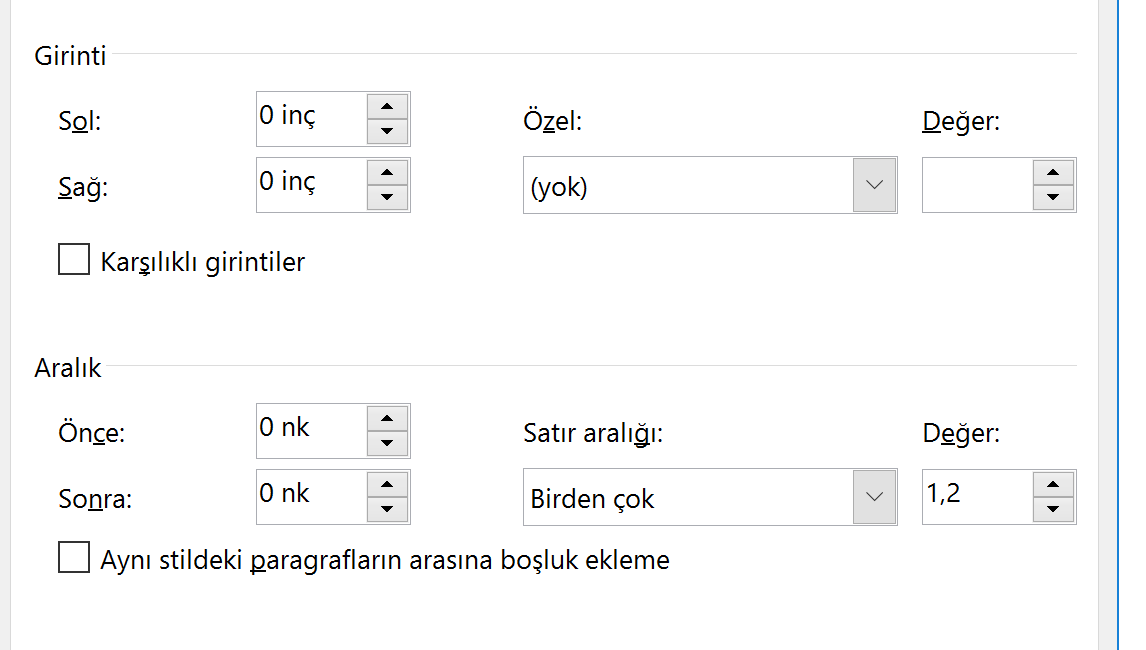 Girinti
Sol: 0 inç Özel: Değer:
Sağ: 0 inç (yok)
Karşılıklı girintiler
Aralık
Önce: 0 nk Satır aralığı: Değer:
Sonra: 0 nk Birden çok 1,2
Aynı stildeki paragrafların arasına boşluk ekleme